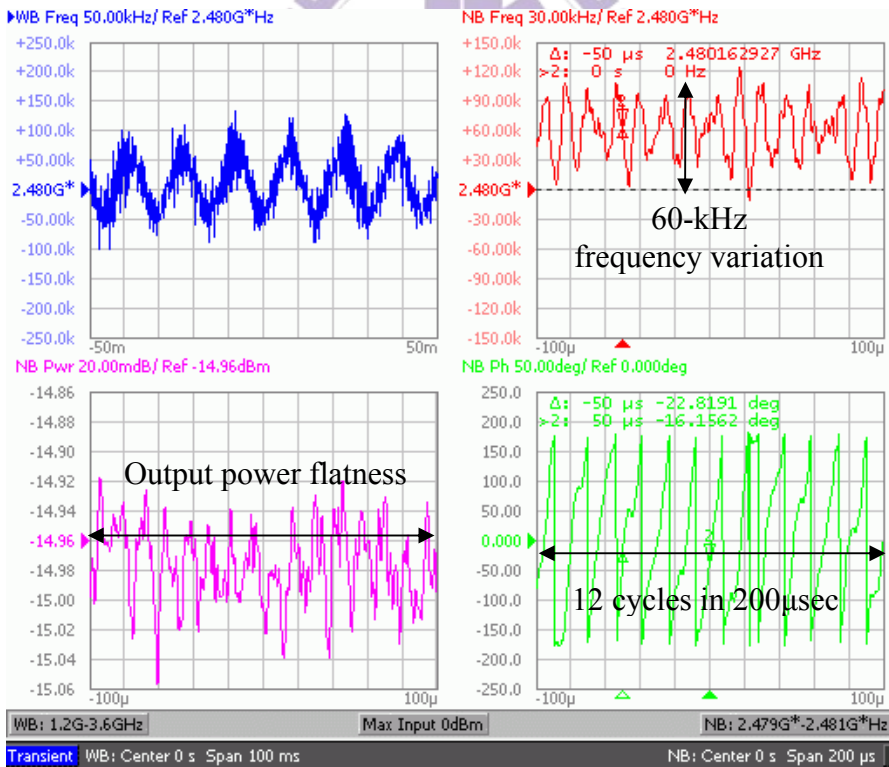 WB Freq 50.00kHz/ Ref 2.480G*Hz
+250.0k
+200.0k
+150.0k
+100.0k
+50.00k
2.480G*
-50.00k
-100.0k
-150.0k
-200.0k
-250.0k
-50m
50m
NB Freq 30.00kHz/ Ref 2.480G*Hz
+150.0k
+120.0k
+90.00k
+60.00k
+30.00k
2.480G*
-30.00k
-60.00k
-90.00k
-120.0k
-150.0k
Δ: -50 μs 2.480162927 GHz
>2: 0 s 0 Hz
60-kHz
frequency variation
-100μ
100μ
NB Pwr 20.00mdB/ Ref -14.96dBm
-14.86
-14.88
-14.90
-14.92
-14.94
-14.96
-14.98
-15.00
-15.02
-15.04
-15.06
Output power flatness
-100μ
100μ
NB Ph 50.00deg/ Ref 0.000deg
250.0
200.0
150.0
100.0
50.00
0.000
-50.00
-100.0
-150.0
-200.0
-250.0
Δ: -50 μs -22.8191 deg
>2: 50 μs -16.1562 deg
2
12 cycles in 200μsec
-100μ
100μ
WB: 1.2G-3.6GHz
Max Input 0dBm
NB: 2.479G*-2.481G*Hz
Transient WB: Center 0 s Span 100 ms
NB: Center 0 s Span 200 μs